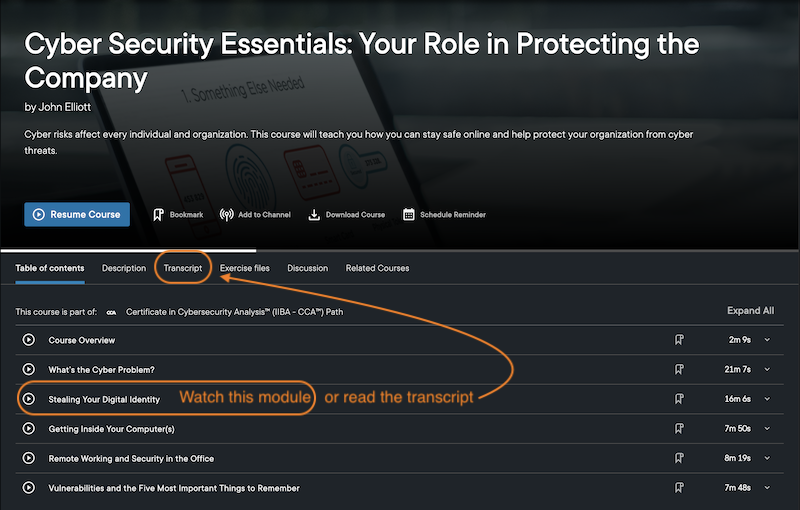 Cyber Security Essentials: Your Role in Protecting the
Company
by John Elliott
1. Something Else Needed
Cyber risks affect every individual and organization. This course will teach you how you can stay safe online and help protect your organization from cyber
threats.
Resume Course Bookmark Add to Channel Download Course Schedule Reminder
Table of contents Description Transcript Exercise files Discussion Related Courses
This course is part of: CCA Certificate in Cybersecurity Analysis™ (IIBA - CCA™) Path Expand All
Course Overview 2m 9s
What's the Cyber Problem? 21m 7s
Stealing Your Digital Identity Watch this module or read the transcript 16m 6s
Getting Inside Your Computer(s) 7m 50s
Remote Working and Security in the Office 8m 19s
Vulnerabilities and the Five Most Important Things to Remember 7m 48s